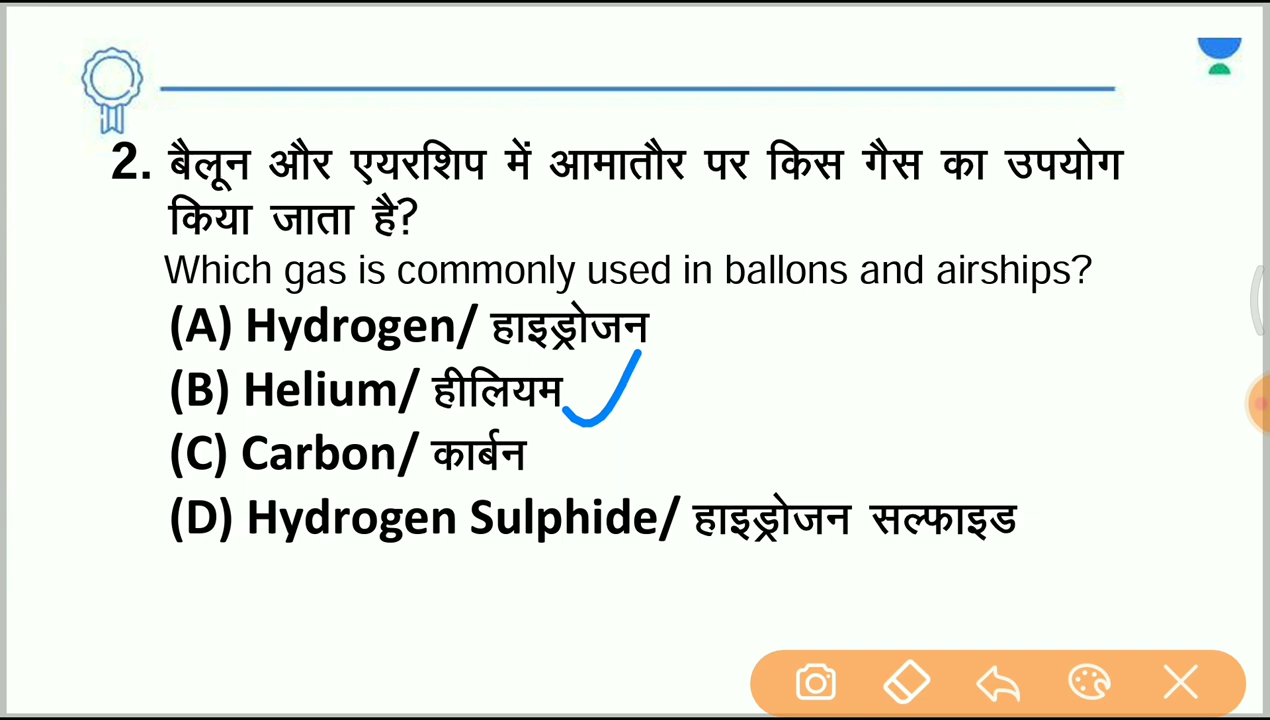 2. बैलून और एयरशिप में आमातौर पर किस गैस का उपयोग
किया जाता है?
Which gas is commonly used in ballons and airships?
(A) Hydrogen/ हाइड्रोजन
(B) Helium/ हीलियम
(C) Carbon/ कार्बन
(D) Hydrogen Sulphide/ हाइड्रोजन सल्फाइड